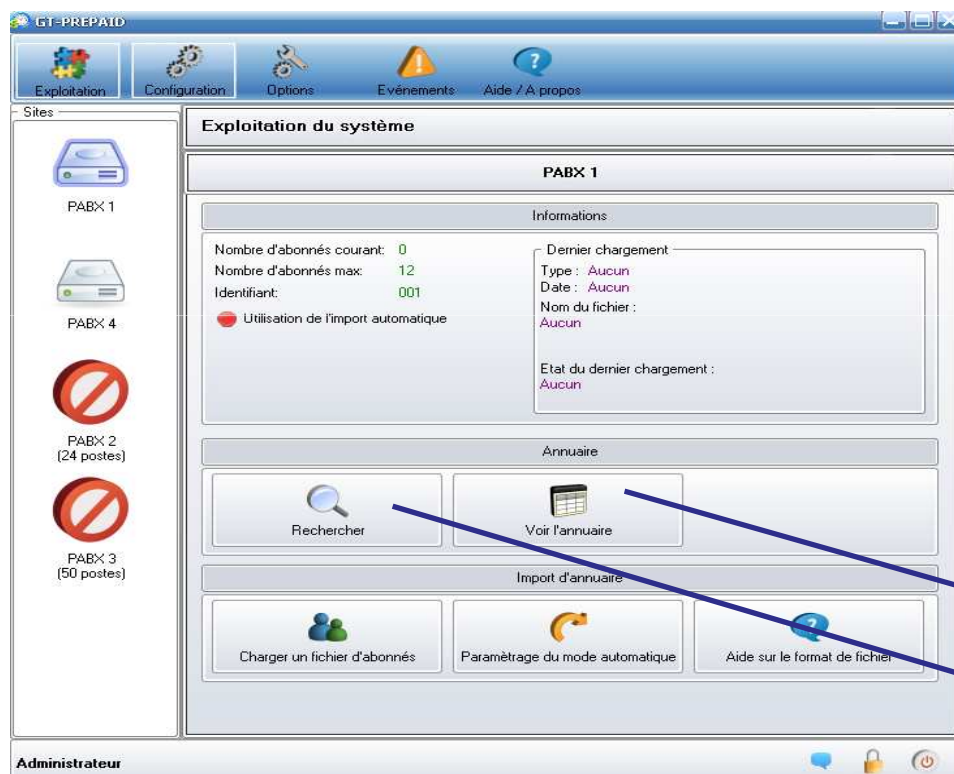 GT-PREPAID
Exploitation
Configuration
Options
Evénements
Aide / A propos
Sites
PABX 1
PABX 4
PABX 2
(24 postes)
PABX 3
(50 postes)
Exploitation du système
PABX 1
Informations
Nombre d'abonnés courant: 0
Nombre d'abonnés max: 12
Identifiant: 001
Utilisation de l'import automatique
Dernier chargement
Type : Aucun
Date : Aucun
Nom du fichier :
Aucun
Etat du dernier chargement :
Aucun
Annuaire
Rechercher
Voir l'annuaire
Import d'annuaire
Charger un fichier d'abonnés
Paramètrage du mode automatique
Aide sur le format de fichier
Administrateur